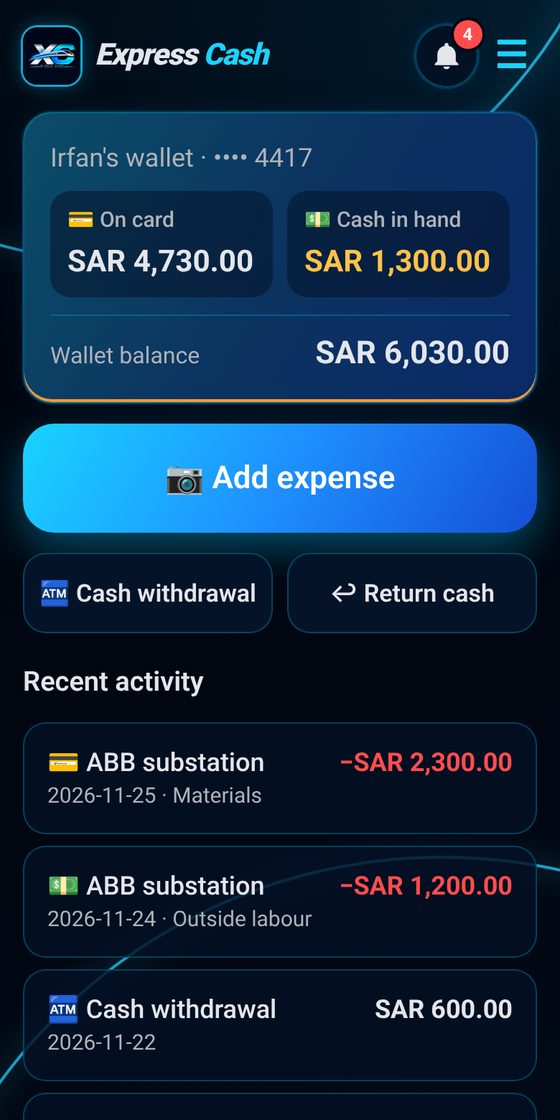 XG
Express Cash
4
Irfan's wallet · •••• 4417
💳 On card
SAR 4,730.00
💵 Cash in hand
SAR 1,300.00
Wallet balance
SAR 6,030.00
📷 Add expense
🏧 Cash withdrawal
↩ Return cash
Recent activity
💳 ABB substation
−SAR 2,300.00
2026-11-25 · Materials
💵 ABB substation
−SAR 1,200.00
2026-11-24 · Outside labour
🏧 Cash withdrawal
SAR 600.00
2026-11-22